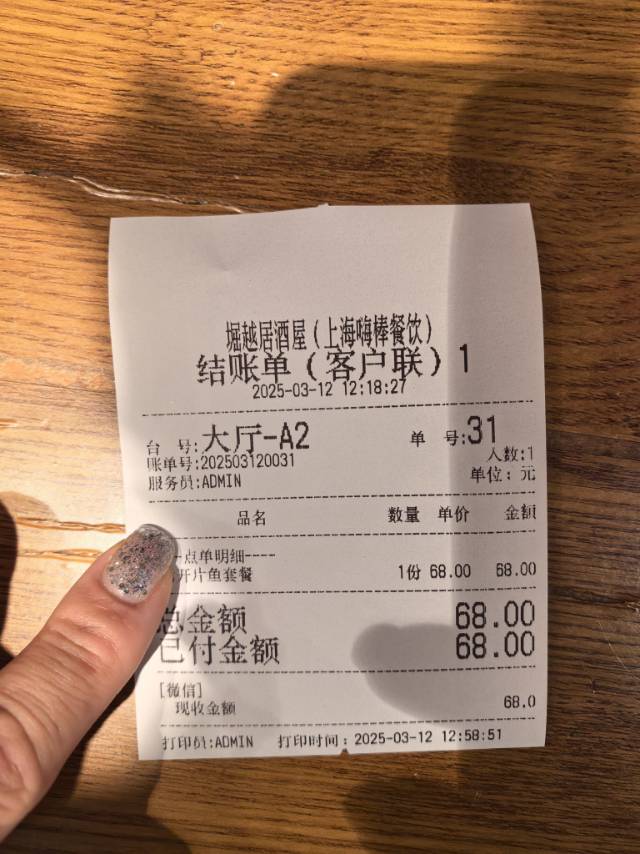 堀越居酒屋(上海嗨棒餐饮)
结账单(客户联)1
2025-03-12 12:18:27
台 号:大厅-A2 单 号:31
账单号:202503120031 人数:1
服务员:ADMIN 单位: 元
品名 数量 单价 金额
点单明细----
开片鱼套餐 1份 68.00 68.00
总金额 68.00
已付金额 68.00
[微信]
现收金额 68.0
打印员:ADMIN 打印时间: 2025-03-12 12:58:51